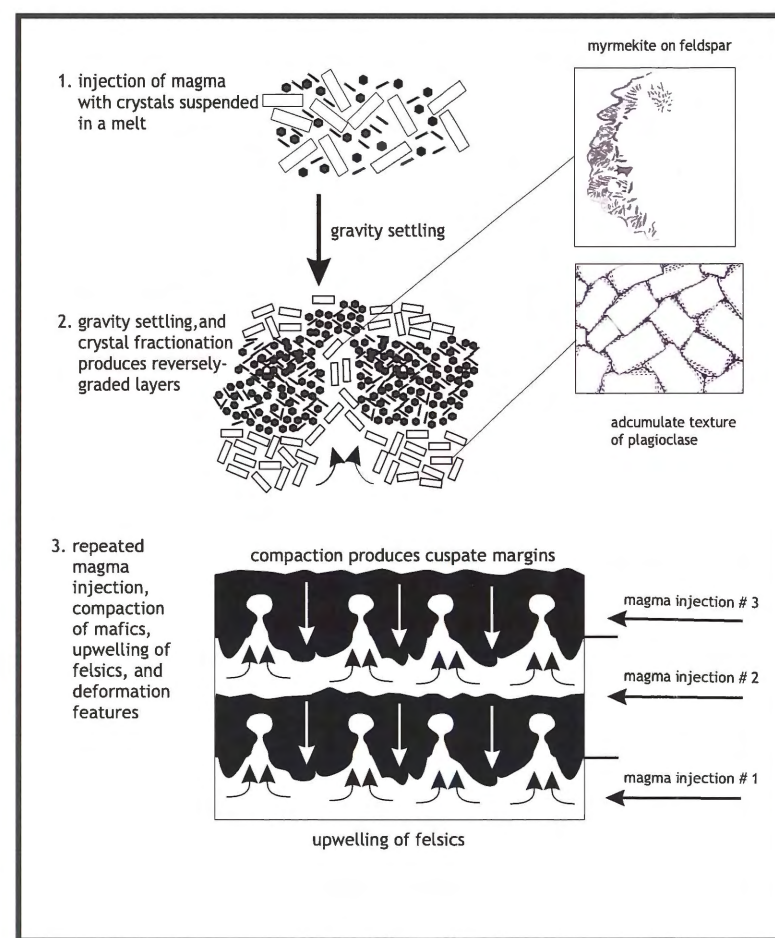 myrmekite on feldspar
1. injection of magma
with crystals suspended
in a melt
gravity settling
2. gravity settling,and
crystal fractionation
produces reversely-
graded layers
adcumulate texture
of plagioclase
3. repeated
magma
injection,
compaction
of mafics,
upwelling of
felsics, and
deformation
features
compaction produces cuspate margins
magma injection # 3
magma injection # 2
magma injection # 1
upwelling of felsics